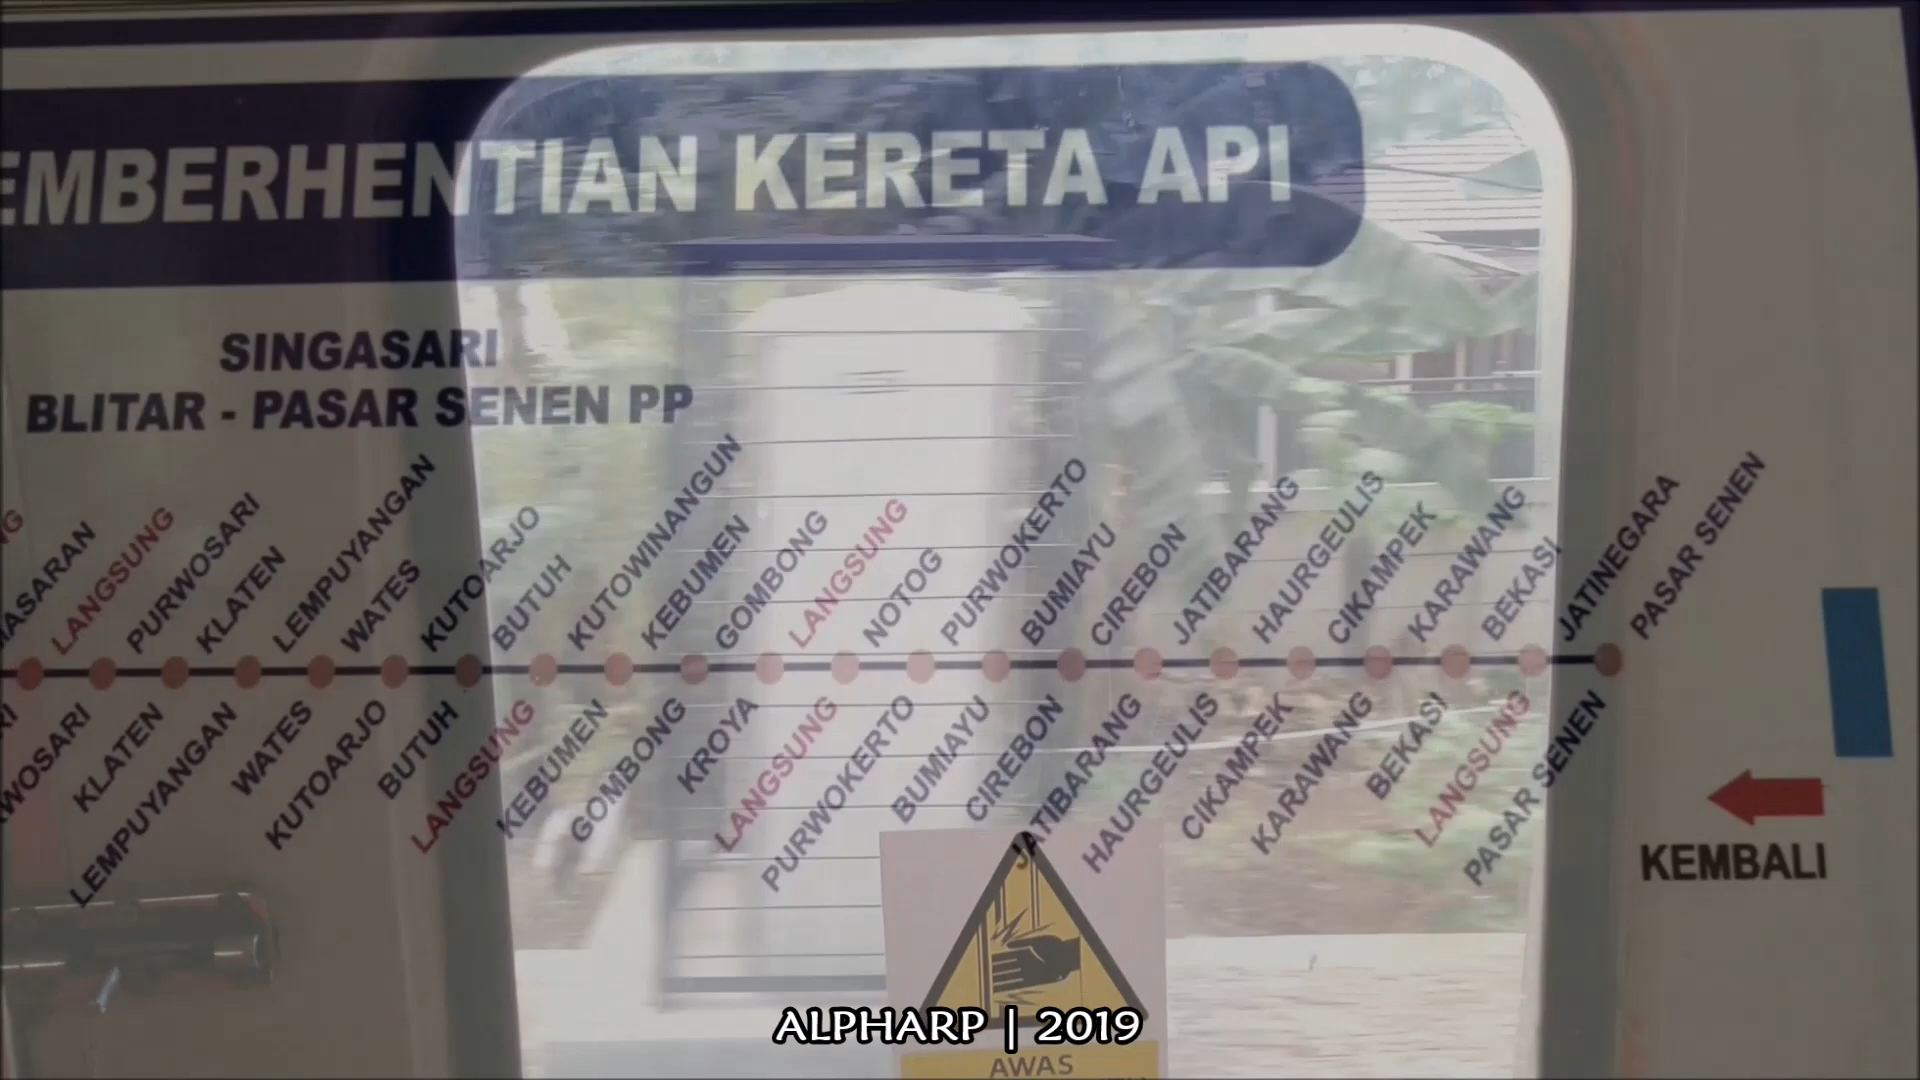 EMBERHENTIAN KERETA API
SINGASARI
BLITAR - PASAR SENEN PP
LANGSUNG
PURWOSARI
KLATEN
LEMPUYANGAN
WATES
KUTOARJO
BUTUH
KUTOWINANGUN
KEBUMEN
GOMBONG
LANGSUNG
NOTOG
PURWOKERTO
BUMIAYU
CIREBON
JATIBARANG
HAURGEULIS
CIKAMPEK
KARAWANG
BEKASI
JATINEGARA
PASAR SENEN
KLATEN
LEMPUYANGAN
WATES
KUTOARJO
BUTUH
LANGSUNG
KEBUMEN
GOMBONG
KROYA
LANGSUNG
PURWOKERTO
BUMIAYU
CIREBON
JATIBARANG
HAURGEULIS
CIKAMPEK
KARAWANG
BEKASI
LANGSUNG
PASAR SENEN
KEMBALI
ALPHARP | 2019
AWAS